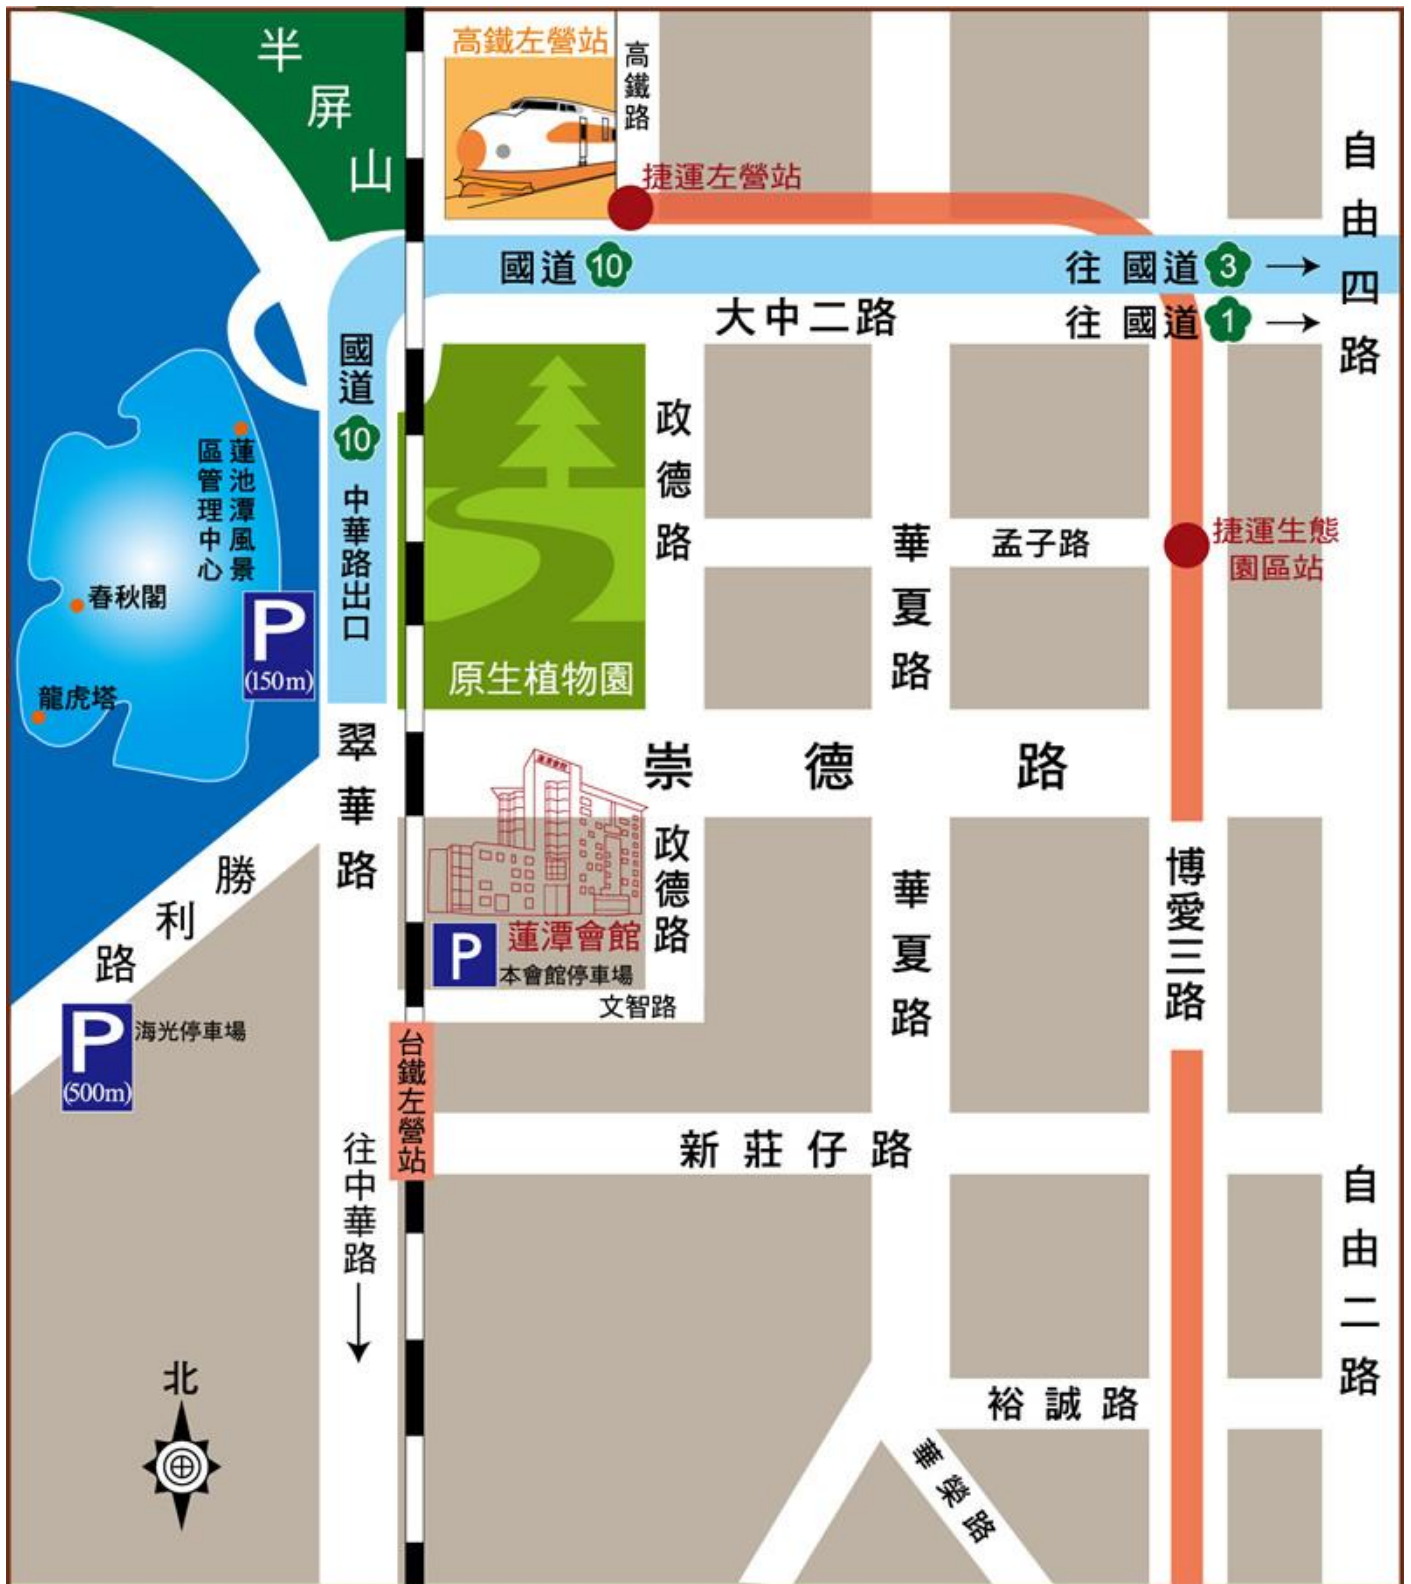 半屏山
高鐵左營站
高鐵路
捷運左營站
自由四路
國道 10
往 國道 3 →
大中二路
往 國道 1 →
國道 10 中華路出口
政德路
蓮池潭風景
區管理中心
華夏路
孟子路
捷運生態
園區站
春秋閣
P
(150m)
龍虎塔
原生植物園
翠華路
崇德路
蓮潭會館
政德路
勝利路
華夏路
博愛三路
P
蓮潭會館
本會館停車場
文智路
P
(500m)
海光停車場
台鐵左營站
往中華路
新莊仔路
自由二路
北
裕誠路
華榮路